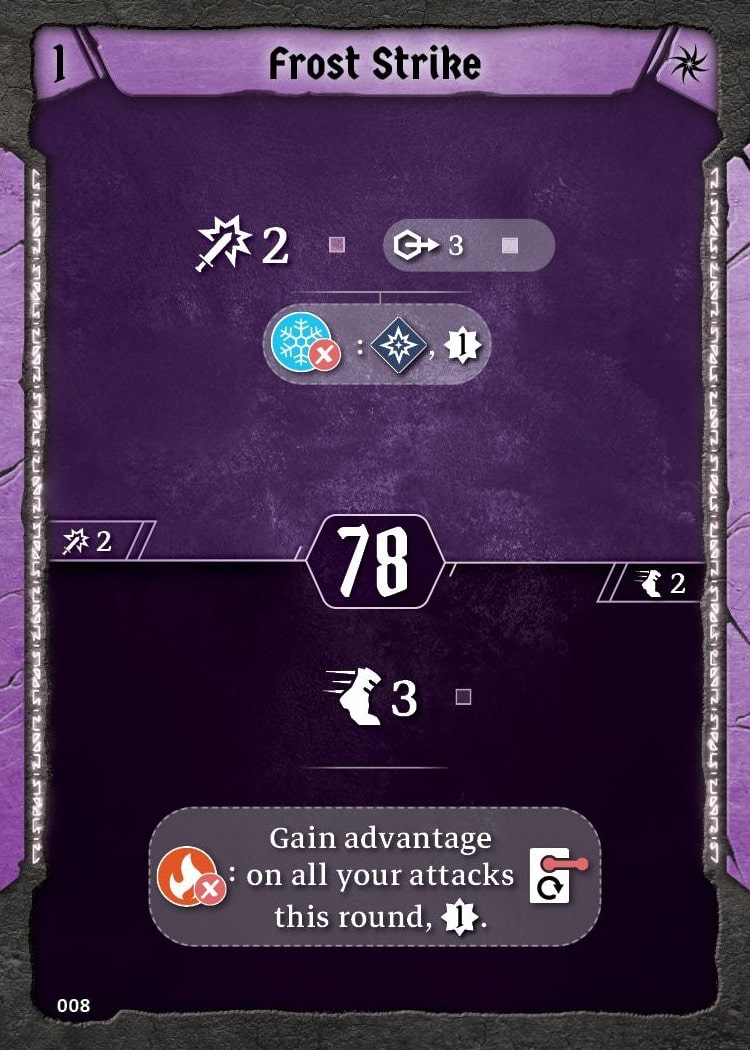 1 Frost Strike
2 3
: , 1
2
78
2
3
Gain advantage
: on all your attacks
this round, 1.
008